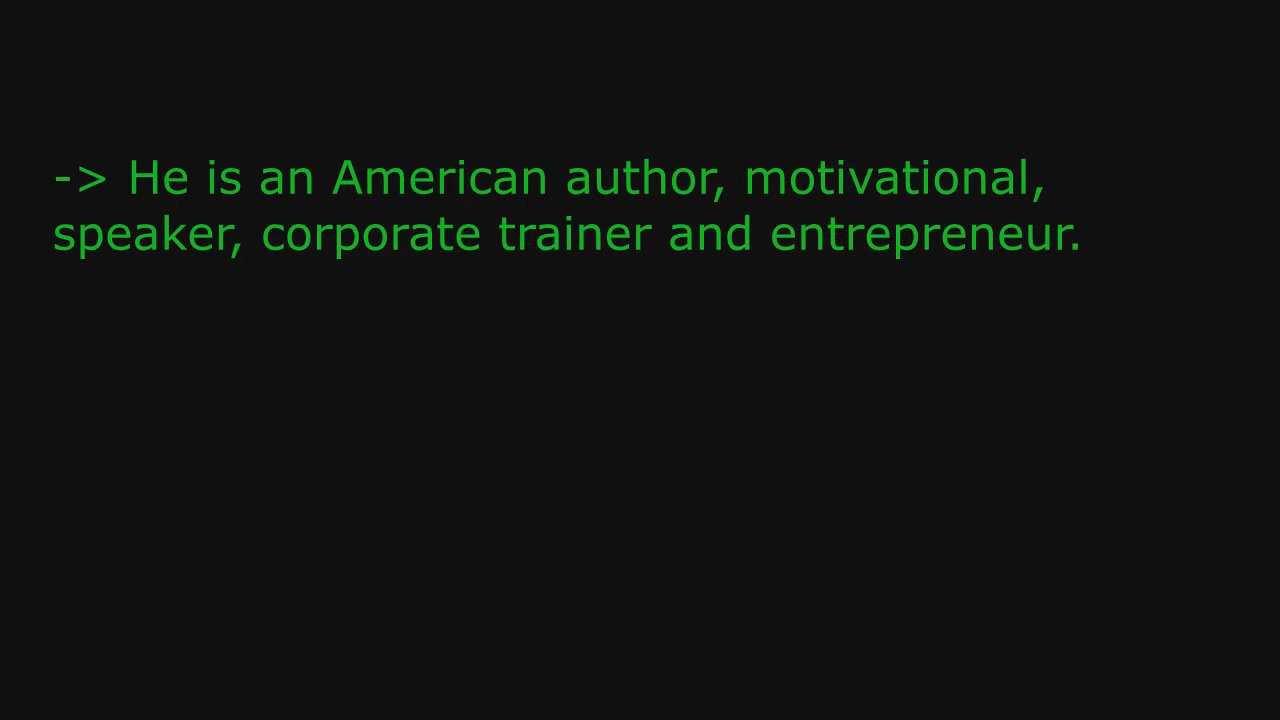 -> He is an American author, motivational,
speaker, corporate trainer and entrepreneur.